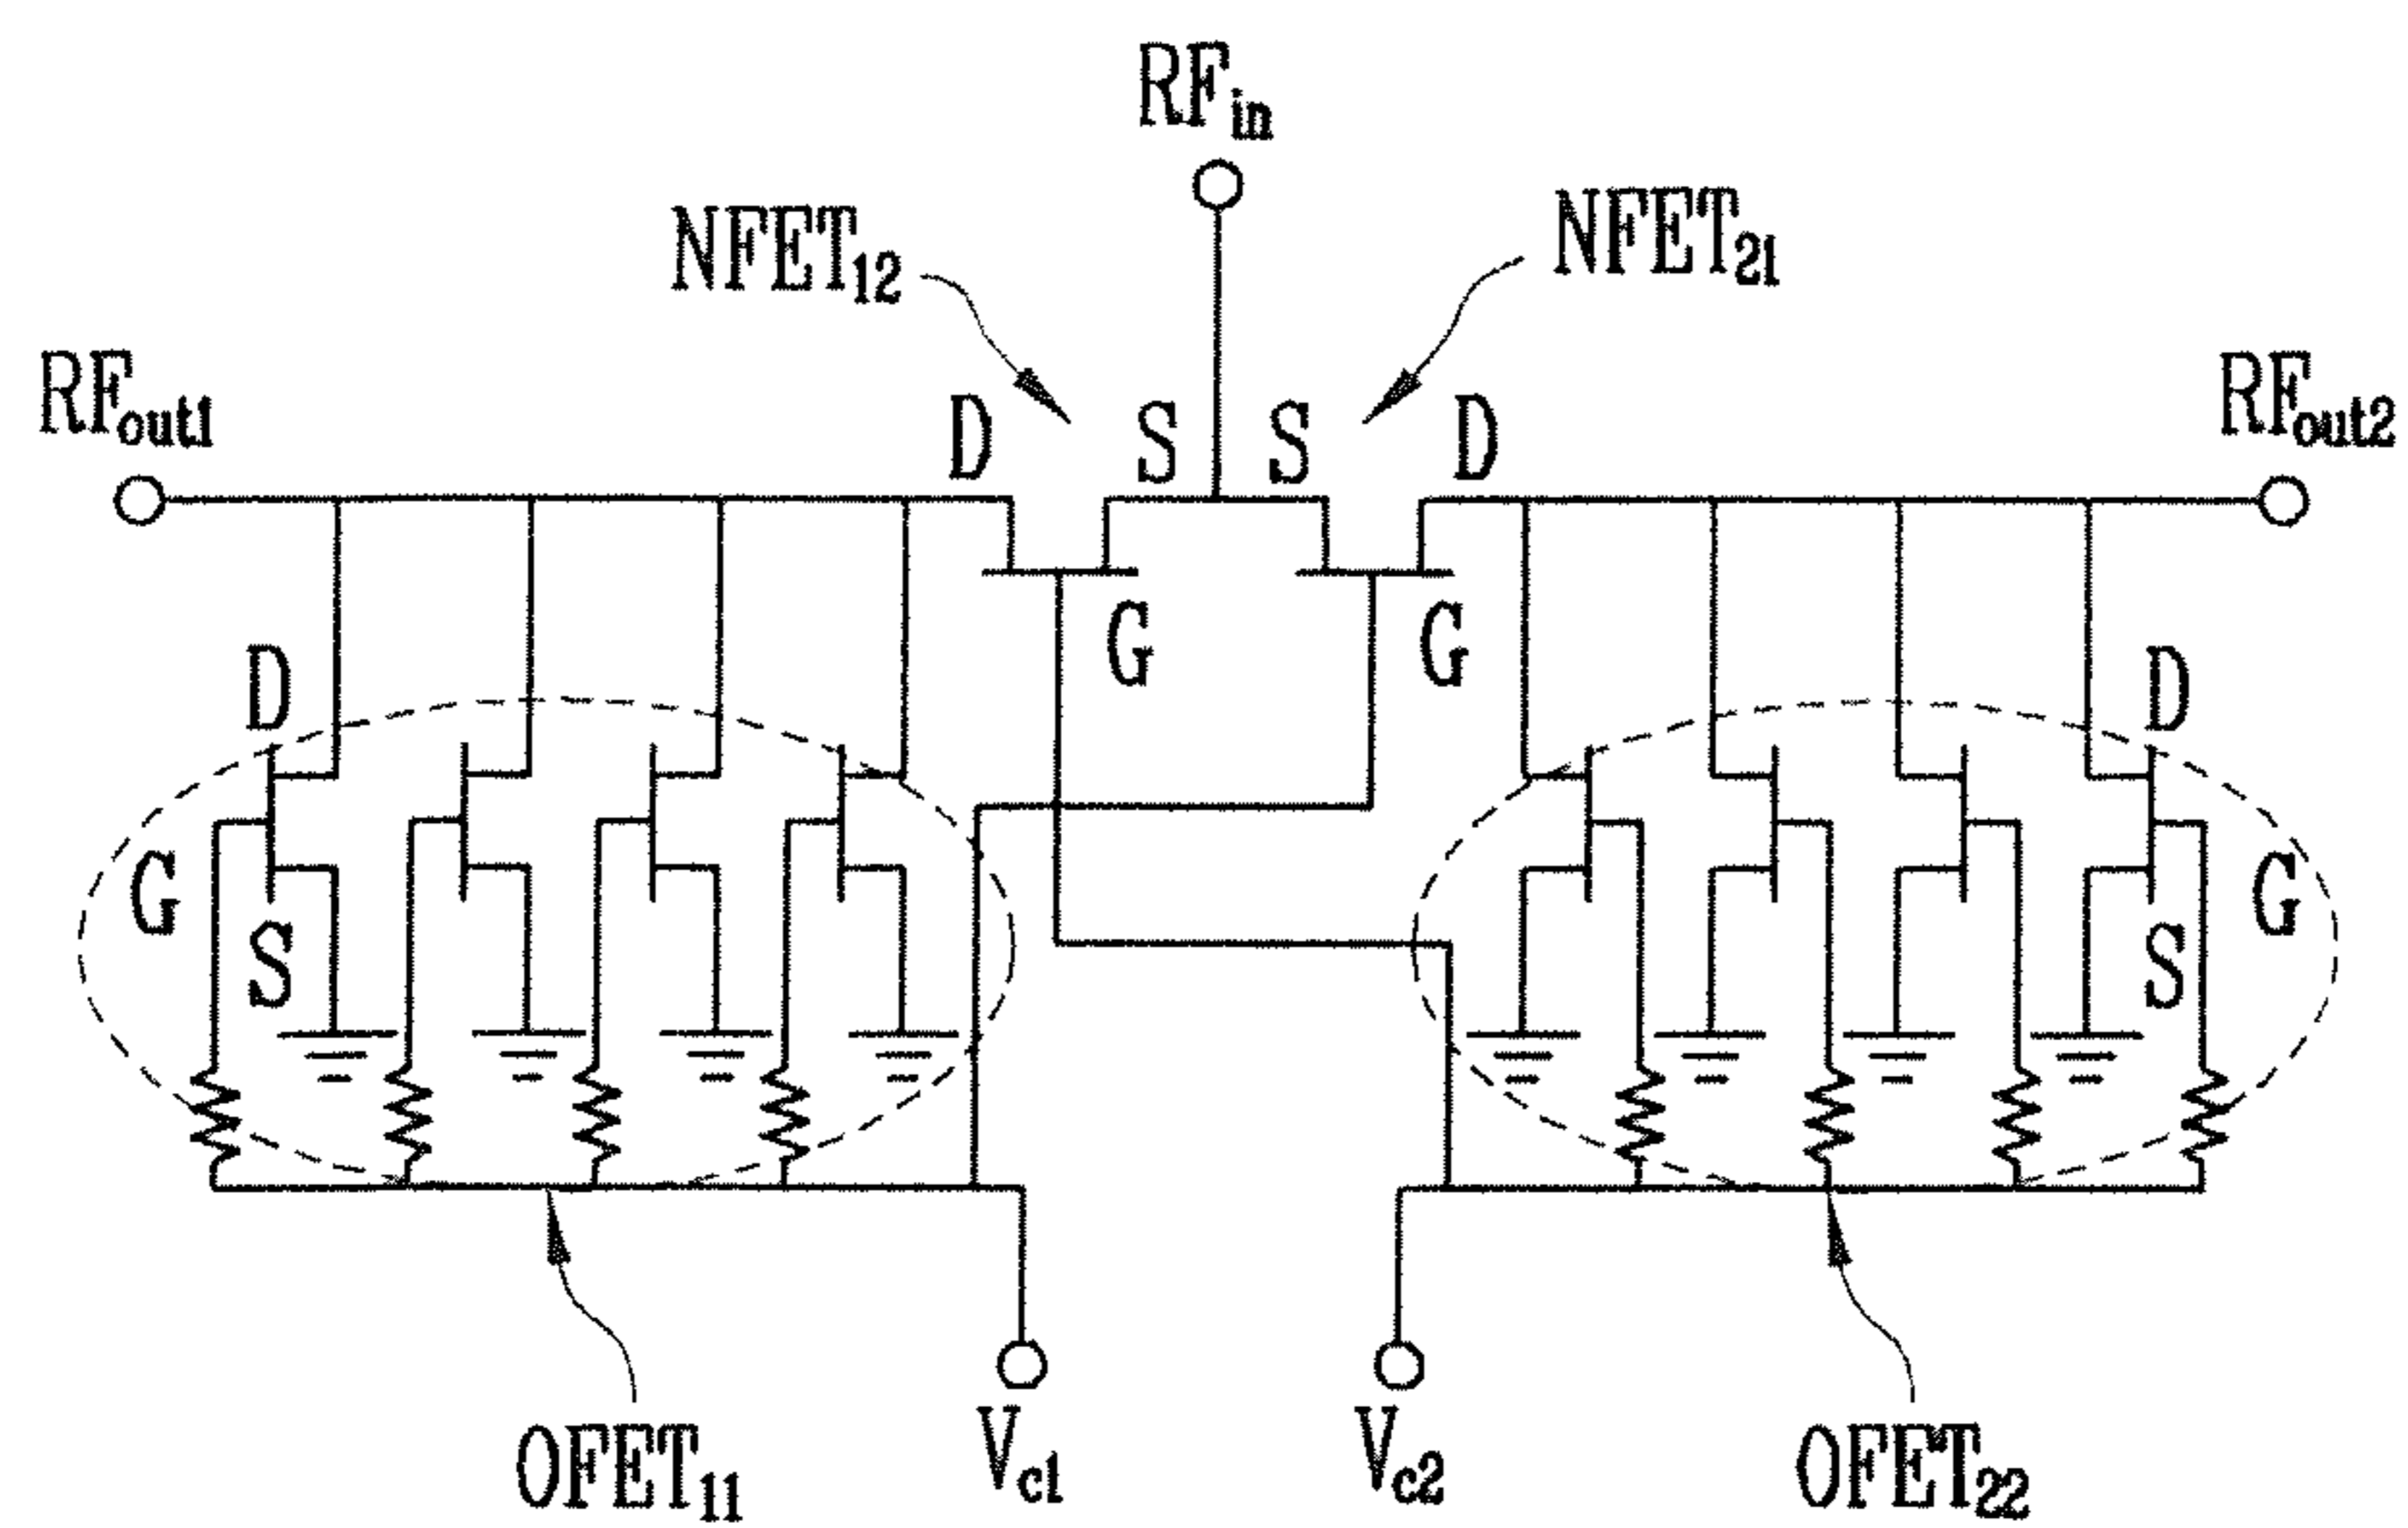 RFin
NFET12
NFET21
RFout1
D
S
S
D
RFout2
G
G
D
D
G
S
G
S
OFET11
Vc1
Vc2
OFET22